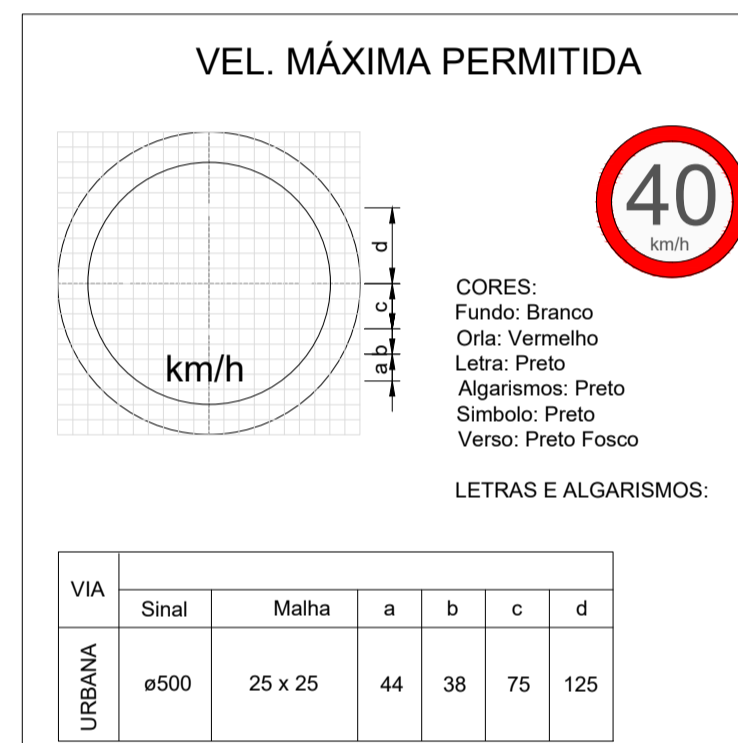 VEL. MÁXIMA PERMITIDA
40
km/h
d
c
b
a
km/h
CORES:
Fundo: Branco
Orla: Vermelho
Letra: Preto
Algarismos: Preto
Simbolo: Preto
Verso: Preto Fosco
LETRAS E ALGARISMOS:
VIA
Sinal Malha a b c d
URBANA ø500 25 x 25 44 38 75 125